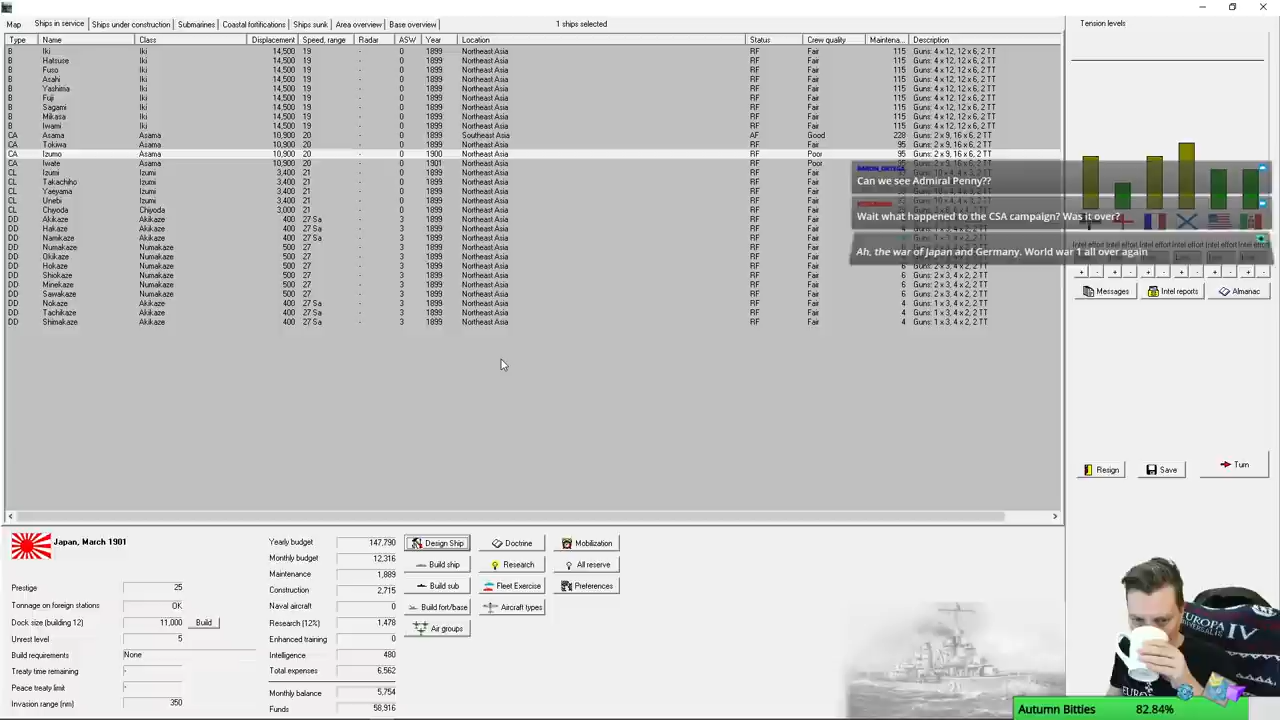 Map Ships in service Ships under construction Submarines Coastal fortifications Ships sunk Area overview Base overview 1 ships selected
Type Name Class Displacement Speed, range Radar ASW Year Location Status Crew quality Maintena... Description
B Iki Iki 14,500 19 - 0 1899 Northeast Asia RF Fair 115 Guns: 4 x 12, 12 x 6, 2 TT
B Hatsuse Iki 14,500 19 - 0 1899 Northeast Asia RF Fair 115 Guns: 4 x 12, 12 x 6, 2 TT
B Fuso Iki 14,500 19 - 0 1899 Northeast Asia RF Fair 115 Guns: 4 x 12, 12 x 6, 2 TT
B Asahi Iki 14,500 19 - 0 1899 Northeast Asia RF Fair 115 Guns: 4 x 12, 12 x 6, 2 TT
B Yashima Iki 14,500 19 - 0 1899 Northeast Asia RF Fair 115 Guns: 4 x 12, 12 x 6, 2 TT
B Fuji Iki 14,500 19 - 0 1899 Northeast Asia RF Fair 115 Guns: 4 x 12, 12 x 6, 2 TT
B Sagami Iki 14,500 19 - 0 1899 Northeast Asia RF Fair 115 Guns: 4 x 12, 12 x 6, 2 TT
B Mikasa Iki 14,500 19 - 0 1899 Northeast Asia RF Fair 115 Guns: 4 x 12, 12 x 6, 2 TT
B Iwami Iki 14,500 19 - 0 1899 Northeast Asia RF Fair 115 Guns: 4 x 12, 12 x 6, 2 TT
CA Asama Asama 10,900 20 - 0 1899 Southeast Asia AF Good 228 Guns: 2 x 9, 16 x 6, 2 TT
CA Tokiwa Asama 10,900 20 - 0 1899 Northeast Asia RF Fair 95 Guns: 2 x 9, 16 x 6, 2 TT
CA Izumo Asama 10,900 20 - 0 1900 Northeast Asia RF Poor 95 Guns: 2 x 9, 16 x 6, 2 TT
CA Iwate Asama 10,900 20 - 0 1901 Northeast Asia RF Poor 95 Guns: 2 x 9, 16 x 6, 2 TT
CL Izumi Izumi 3,400 21 - 0 1899 Northeast Asia RF Fair
CL Takachiho Izumi 3,400 21 - 0 1899 Northeast Asia RF Fair
CL Yaeyama Izumi 3,400 21 - 0 1899 Northeast Asia RF Fair
CL Unebi Izumi 3,400 21 - 0 1899 Northeast Asia RF Fair
CL Chiyoda Chiyoda 3,000 21 - 0 1899 Northeast Asia RF Fair
DD Akikaze Akikaze 400 27 Sa - 3 1899 Northeast Asia RF Fair
DD Hakaze Akikaze 400 27 Sa - 3 1899 Northeast Asia RF Fair
DD Namikaze Akikaze 400 27 Sa - 3 1899 Northeast Asia RF Fair
DD Numakaze Numakaze 500 27 - 3 1899 Northeast Asia RF Fair
DD Okikaze Numakaze 500 27 - 3 1899 Northeast Asia RF Fair
DD Hokaze Numakaze 500 27 - 3 1899 Northeast Asia RF Fair 6 Guns: 2 x 3, 4 x 2, 2 TT
DD Shiokaze Numakaze 500 27 - 3 1899 Northeast Asia RF Fair 6 Guns: 2 x 3, 4 x 2, 2 TT
DD Minekaze Numakaze 500 27 - 3 1899 Northeast Asia RF Fair 6 Guns: 2 x 3, 4 x 2, 2 TT
DD Sawakaze Numakaze 500 27 - 3 1899 Northeast Asia RF Fair 6 Guns: 2 x 3, 4 x 2, 2 TT
DD Nokaze Akikaze 400 27 Sa - 3 1899 Northeast Asia RF Fair 4 Guns: 1 x 3, 4 x 2, 2 TT
DD Tachikaze Akikaze 400 27 Sa - 3 1899 Northeast Asia RF Fair 4 Guns: 1 x 3, 4 x 2, 2 TT
DD Shimakaze Akikaze 400 27 Sa - 3 1899 Northeast Asia RF Fair 4 Guns: 1 x 3, 4 x 2, 2 TT
Tension levels
Can we see Admiral Penny??
Wait what happened to the CSA campaign? Was it over?
Ah, the war of Japan and Germany. World war 1 all over again
Intel effort Intel effort Intel effort Intel effort Intel effort Intel effort
+ - + - + - + - + - + -
Messages Intel reports Almanac
Resign Save Turn
Japan, March 1901
Prestige 25
Tonnage on foreign stations OK
Dock size (building 12) 11,000 Build
Unrest level 5
Build requirements None
Treaty time remaining -
Peace treaty limit -
Invasion range (nm) 350
Yearly budget 147,790
Monthly budget 12,316
Maintenance 1,889
Construction 2,715
Naval aircraft 0
Research (12%) 1,478
Enhanced training 0
Intelligence 480
Total expenses 6,562
Monthly balance 5,754
Funds 58,916
Design Ship Doctrine Mobilization
Build ship Research All reserve
Build sub Fleet Exercise Preferences
Build fort/base Aircraft types
Air groups
EUROPA IV
Autumn Bitties 82.84%